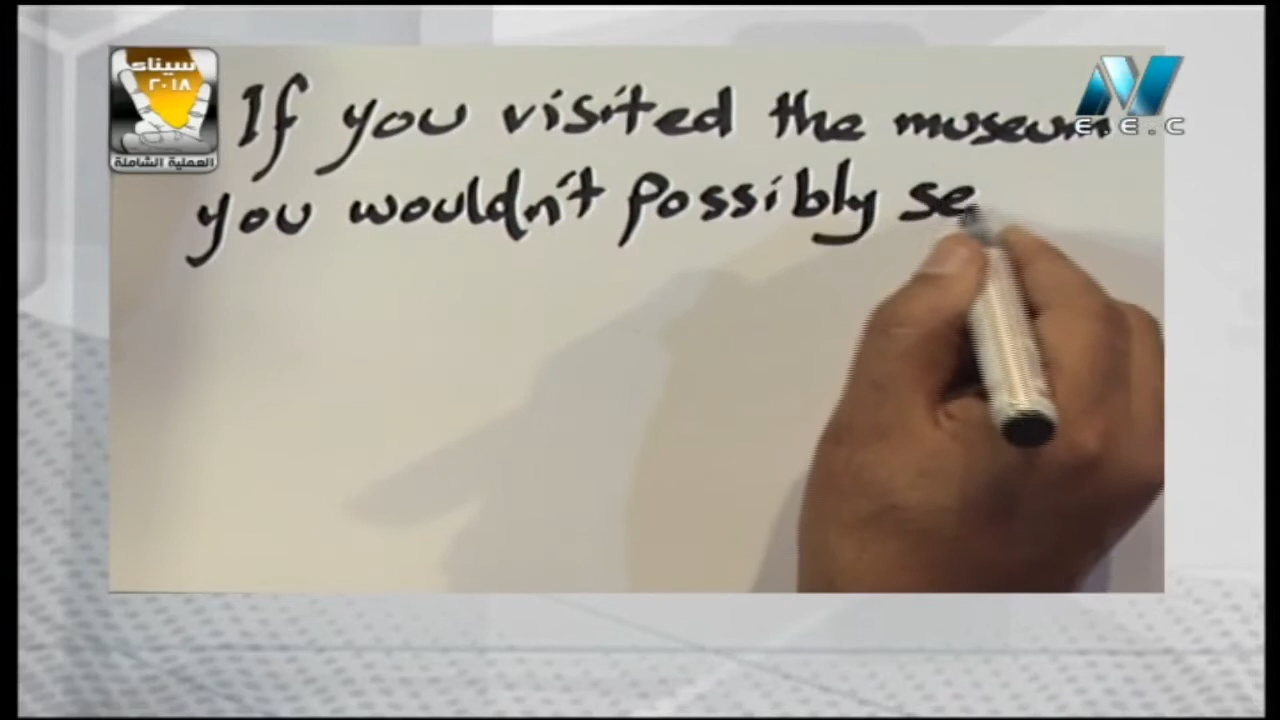 سيناء
٢٠١٨
العملية الشاملة
If you visited the museum
you wouldn't possibly se
E E . C